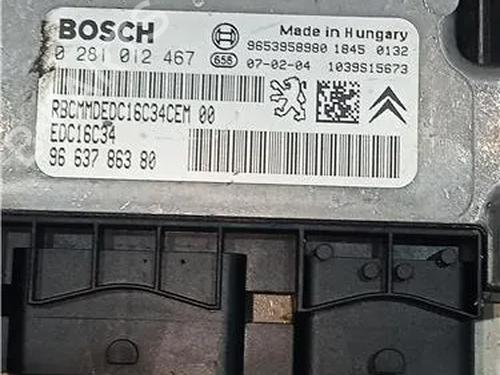 BOSCH
Made in Hungary
0 281 012 467
9653958980 1845 0132
656 07-02-04 1039S15673
RBCMMDEDC16C34CEM 00
EDC16C34
96 637 863 80